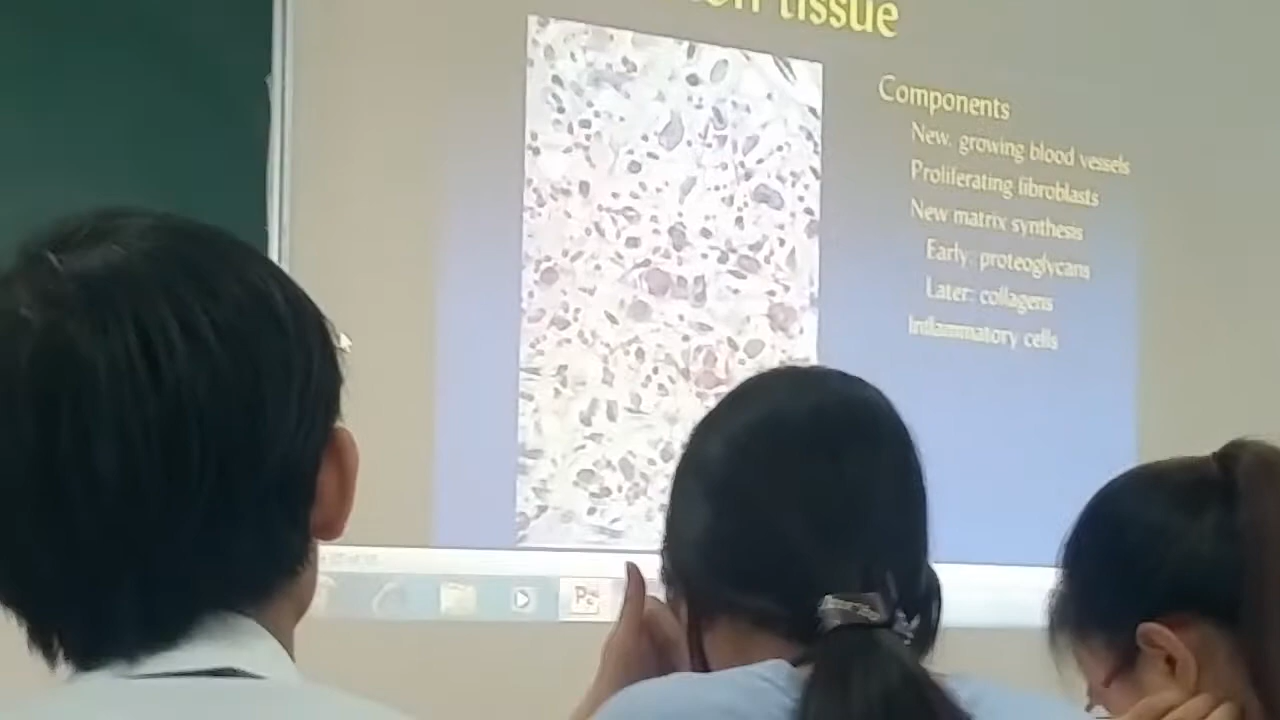 tissue
Components
New, growing blood vessels
Proliferating fibroblasts
New matrix synthesis
Early: proteoglycans
Later: collagens
Inflammatory cells